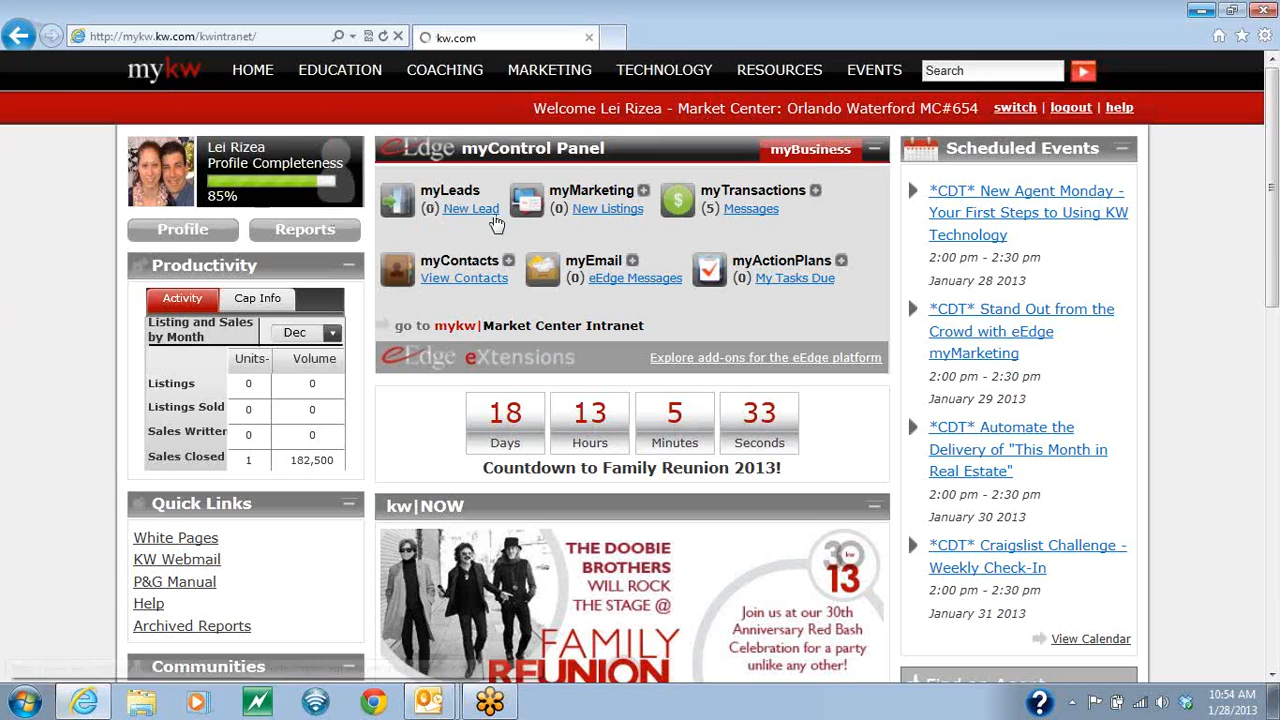 http://mykw.kw.com/kwintranet/
kw.com
mykw
HOME EDUCATION COACHING MARKETING TECHNOLOGY RESOURCES EVENTS Search
Welcome Lei Rizea - Market Center: Orlando Waterford MC#654 switch | logout | help
Lei Rizea
Profile Completeness
85%
Profile Reports
Productivity
Activity Cap Info
Listing and Sales
by Month
Dec
Units- Volume
Listings 0 0
Listings Sold 0 0
Sales Writter 0 0
Sales Closed 1 182,500
Quick Links
White Pages
KW Webmail
P&G Manual
Help
Archived Reports
Communities
eEdge myControl Panel myBusiness
myLeads
(0) New Lead
myMarketing
(0) New Listings
myTransactions
(5) Messages
myContacts
View Contacts
myEmail
(0) eEdge Messages
myActionPlans
(0) My Tasks Due
go to mykw|Market Center Intranet
eEdge eXtensions Explore add-ons for the eEdge platform
18 13 5 33
Days Hours Minutes Seconds
Countdown to Family Reunion 2013!
kw|NOW
THE DOOBIE
BROTHERS
WILL ROCK
THE STAGE @
FAMILY
REUNION
30
kw
13
Join us at our 30th
Anniversary Red Bash
Celebration for a party
unlike any other!
Scheduled Events
*CDT* New Agent Monday -
Your First Steps to Using KW
Technology
2:00 pm - 2:30 pm
January 28 2013
*CDT* Stand Out from the
Crowd with eEdge
myMarketing
2:00 pm - 2:30 pm
January 29 2013
*CDT* Automate the
Delivery of "This Month in
Real Estate"
2:00 pm - 2:30 pm
January 30 2013
*CDT* Craigslist Challenge -
Weekly Check-In
2:00 pm - 2:30 pm
January 31 2013
View Calendar
Find an Agent
10:54 AM
1/28/2013